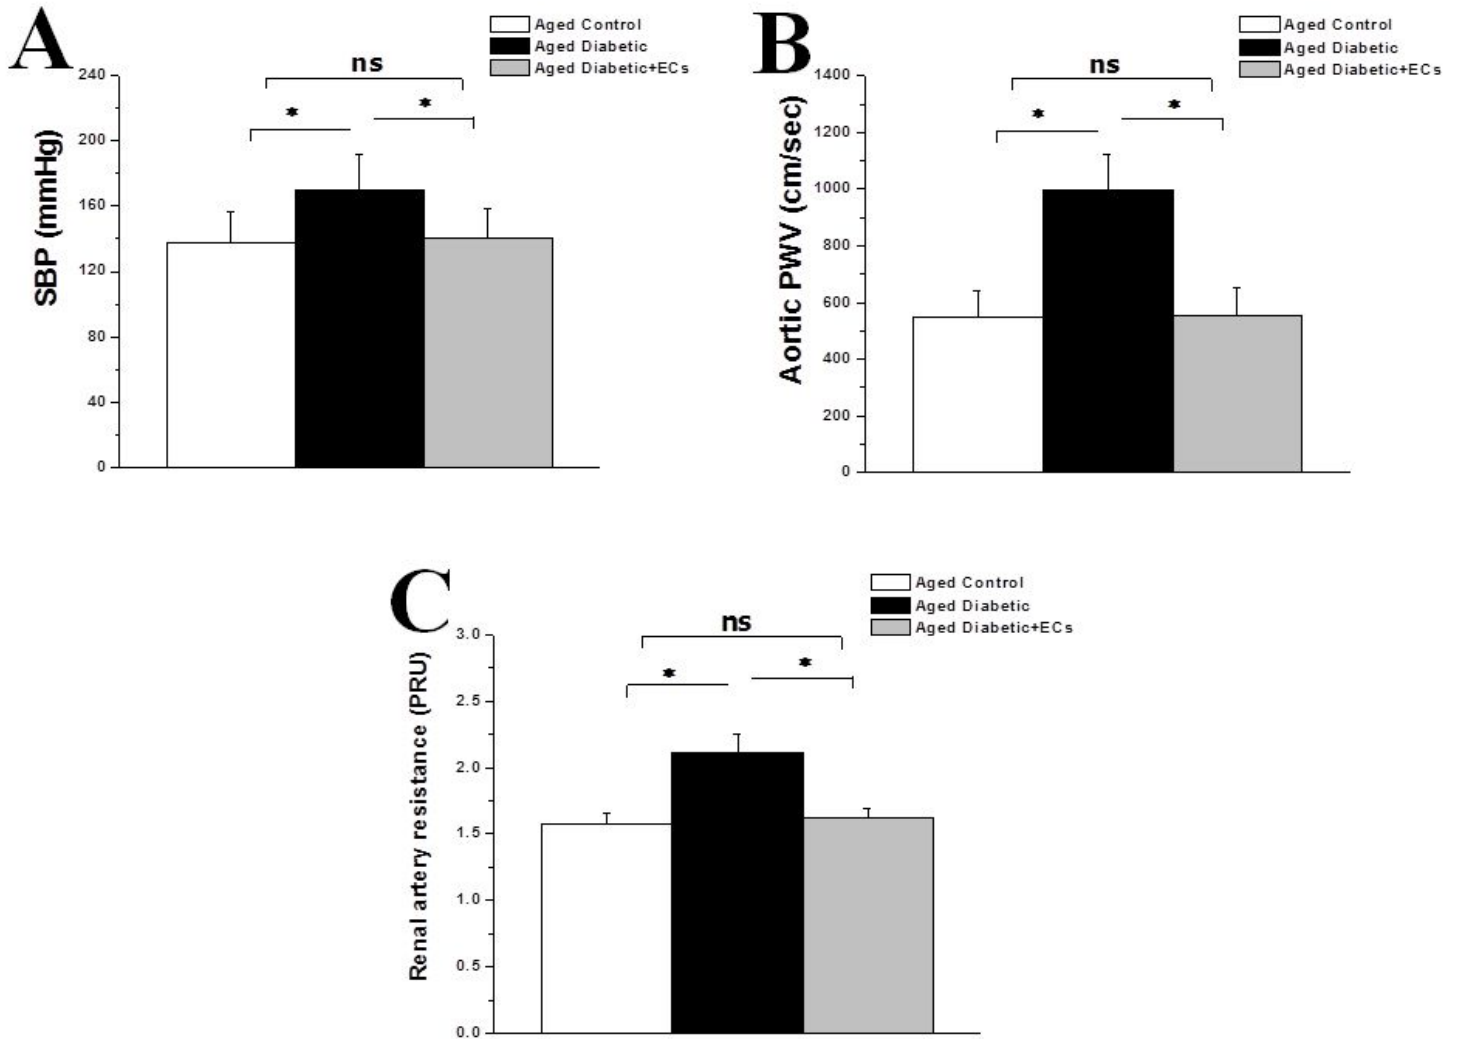 A
Aged Control
Aged Diabetic
Aged Diabetic+ECs
ns
*
*
SBP (mmHg)
240
200
160
120
80
40
0
B
Aged Control
Aged Diabetic
Aged Diabetic+ECs
ns
*
*
Aortic PWV (cm/sec)
1400
1200
1000
800
600
400
200
0
C
Aged Control
Aged Diabetic
Aged Diabetic+ECs
ns
*
*
Renal artery resistance (PRU)
3.0
2.5
2.0
1.5
1.0
0.5
0.0